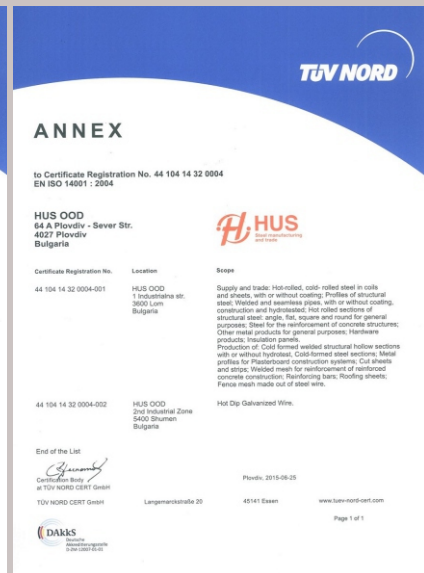 TÜV NORD
ANNEX
to Certificate Registration No. 44 104 14 32 0004
EN ISO 14001 : 2004
HUS OOD
64 A Plovdiv - Sever Str.
4027 Plovdiv
Bulgaria
HUS
Steel manufacturing
and trade
Certificate Registration No. Location Scope
44 104 14 32 0004-001
HUS OOD
1 Industrialna str.
3600 Lom
Bulgaria
Supply and trade: Hot-rolled, cold- rolled steel in coils
and sheets, with or without coating; Profiles of structural
steel; Welded and seamless pipes, with or without coating,
construction and hydrotested; Hot rolled sections of
structural steel: angle, flat, square and round for general
purposes; Steel for the reinforcement of concrete structures;
Other metal products for general purposes; Hardware
products; Insulation panels.
Production of: Cold formed welded structural hollow sections
with or without hydrotest, Cold-formed steel sections; Metal
profiles for Plasterboard construction systems; Cut sheets
and strips; Welded mesh for reinforcement of reinforced
concrete construction; Reinforcing bars; Roofing sheets;
Fence mesh made out of steel wire.
44 104 14 32 0004-002
HUS OOD
2nd Industrial Zone
5400 Shumen
Bulgaria
Hot Dip Galvanized Wire.
End of the List
Certification Body
at TÜV NORD CERT GmbH
Plovdiv, 2015-08-25
TÜV NORD CERT GmbH Langemarckstraße 20 45141 Essen www.tuev-nord-cert.com
Page 1 of 1
DAkkS
Deutsche
Akkreditierungsstelle
D-ZM-12007-01-01